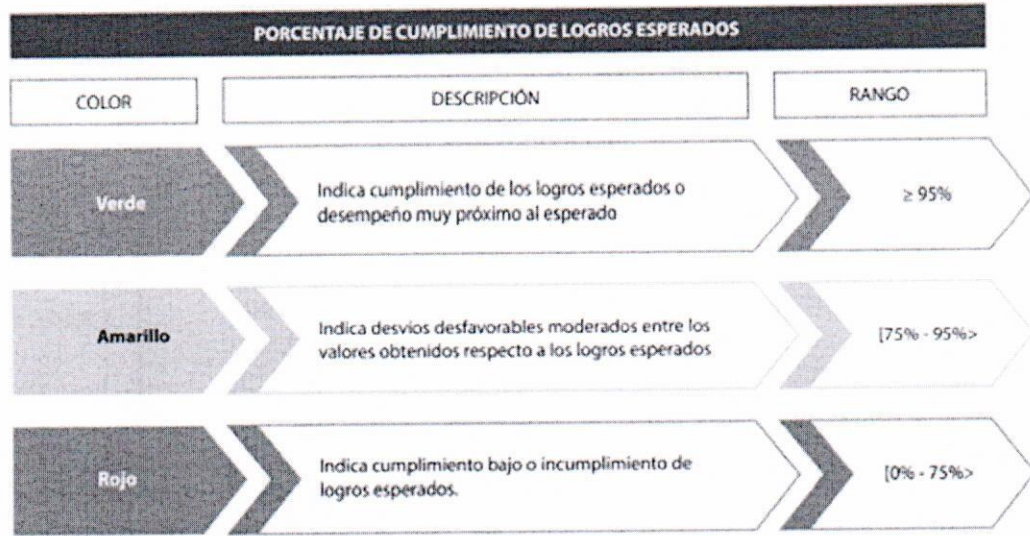 PORCENTAJE DE CUMPLIMIENTO DE LOGROS ESPERADOS
COLOR
DESCRIPCIÓN
RANGO
Verde
Indica cumplimiento de los logros esperados o
desempeño muy próximo al esperado
≥ 95%
Amarillo
Indica desvíos desfavorables moderados entre los
valores obtenidos respecto a los logros esperados
[75% - 95%>
Rojo
Indica cumplimiento bajo o incumplimiento de
logros esperados.
[0% - 75%>